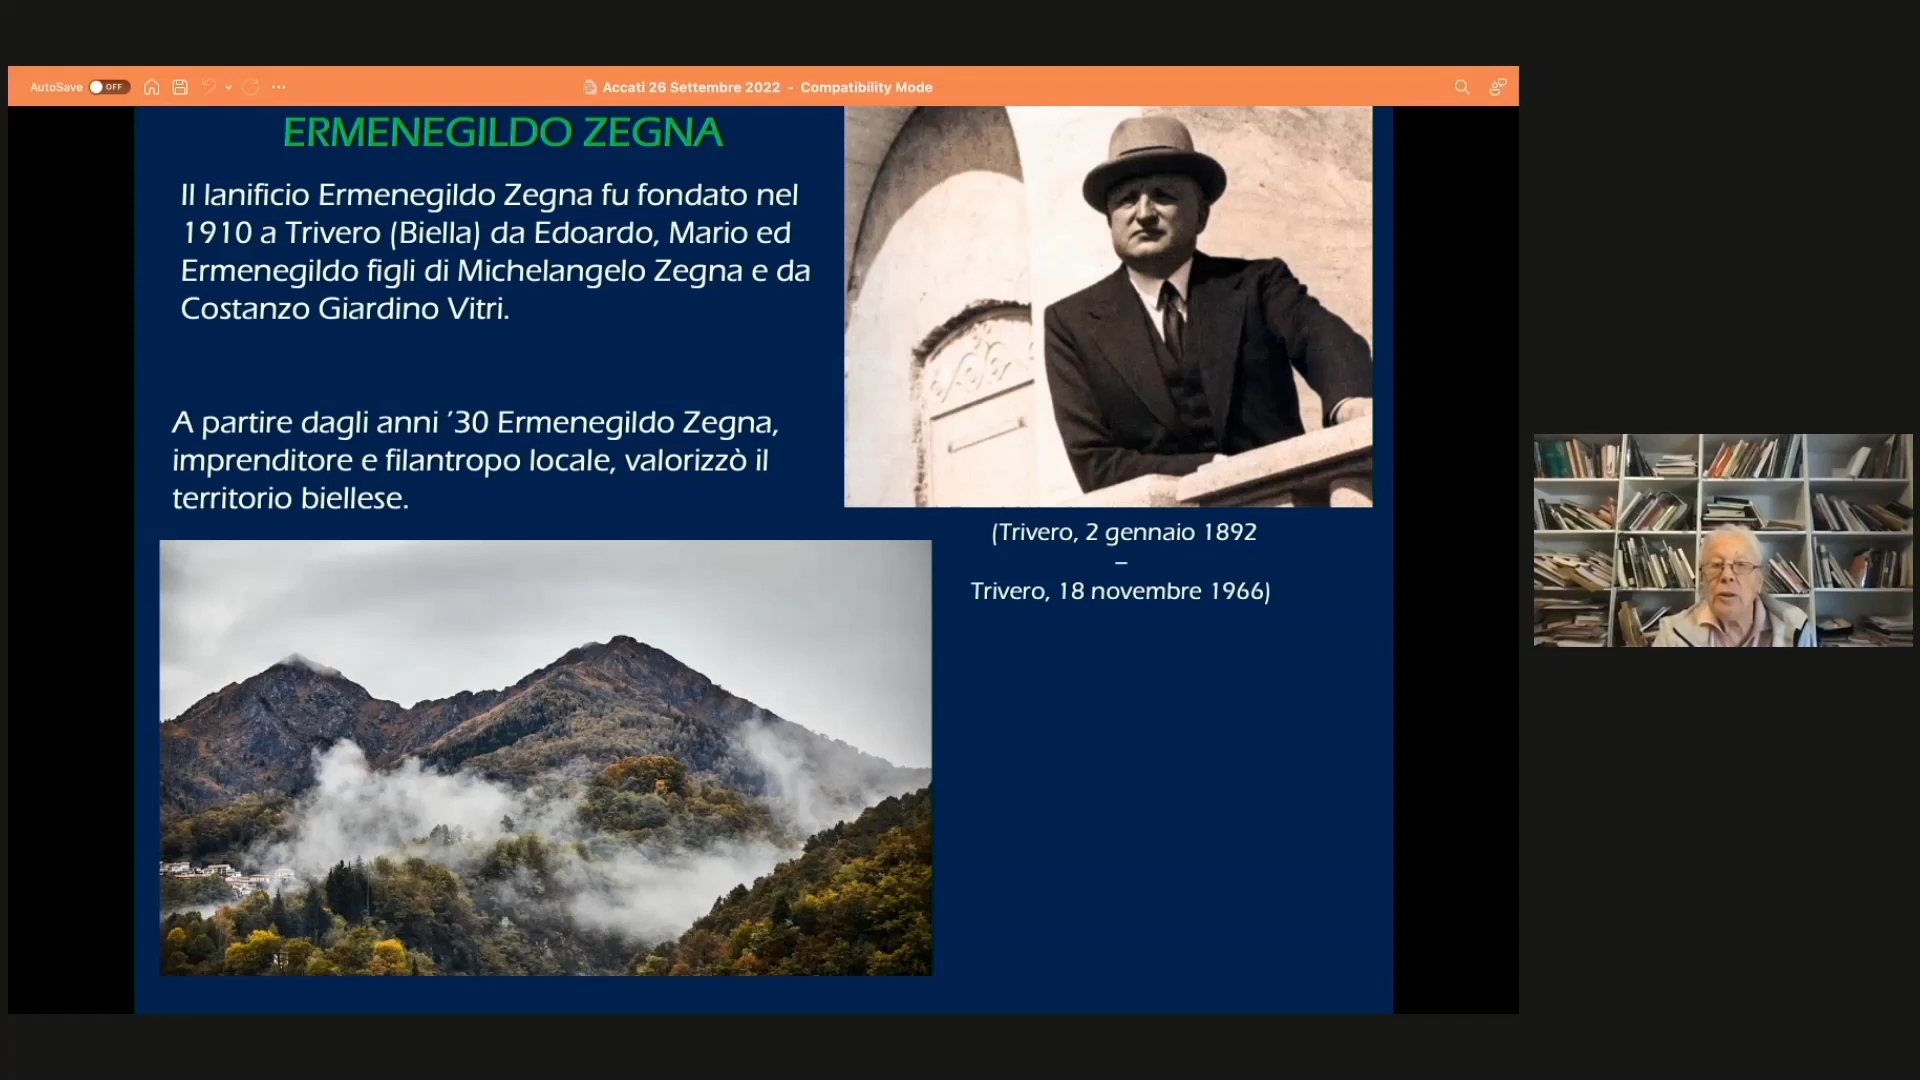 AutoSave OFF
Accati 26 Settembre 2022 - Compatibility Mode
ERMENEGILDO ZEGNA
Il lanificio Ermenegildo Zegna fu fondato nel
1910 a Trivero (Biella) da Edoardo, Mario ed
Ermenegildo figli di Michelangelo Zegna e da
Costanzo Giardino Vitri.
A partire dagli anni ’30 Ermenegildo Zegna,
imprenditore e filantropo locale, valorizzò il
territorio biellese.
(Trivero, 2 gennaio 1892
–
Trivero, 18 novembre 1966)